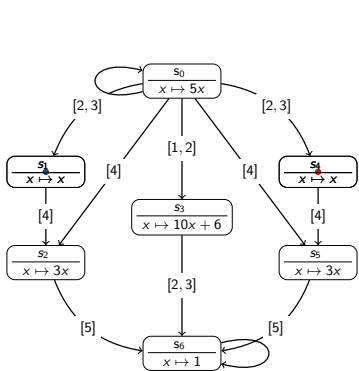 s₀
x ↦ 5x
[2, 3]
[2, 3]
[1, 2]
s₁
x ↦ x
[4]
[4]
s₄
x ↦ x
s₃
x ↦ 10x + 6
[4]
[4]
s₂
x ↦ 3x
s₅
x ↦ 3x
[2, 3]
[5]
[5]
s₆
x ↦ 1